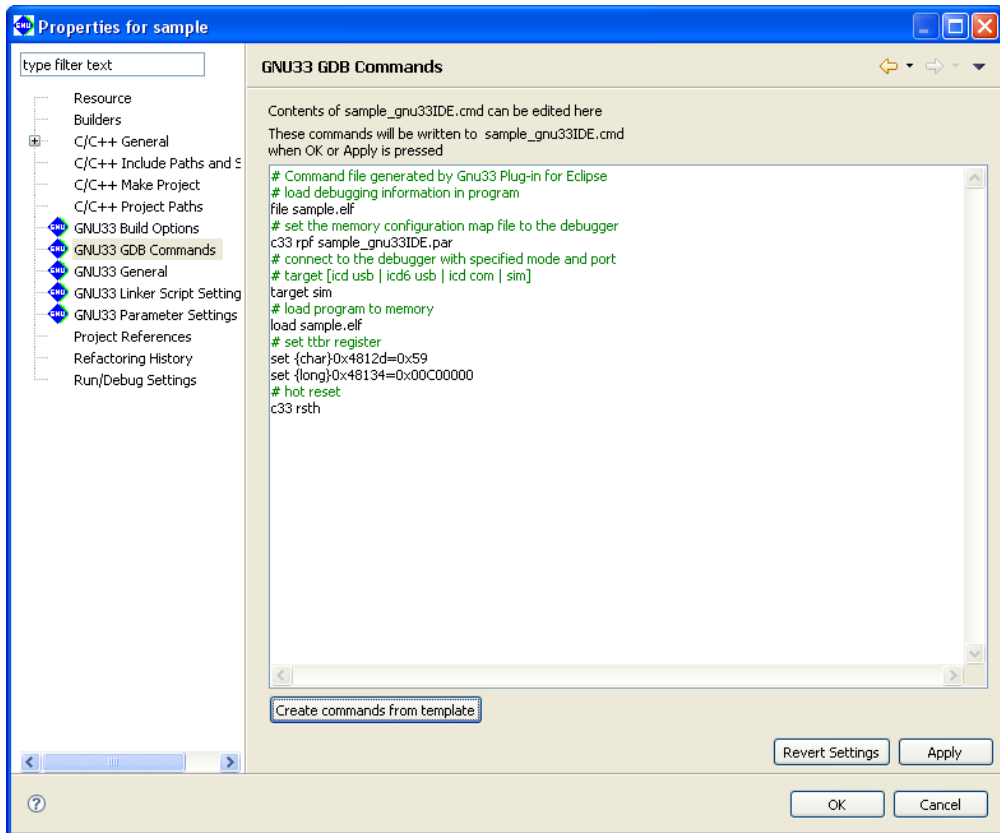 Properties for sample
type filter text
Resource
Builders
C/C++ General
C/C++ Include Paths and S
C/C++ Make Project
C/C++ Project Paths
GNU33 Build Options
GNU33 GDB Commands
GNU33 General
GNU33 Linker Script Setting
GNU33 Parameter Settings
Project References
Refactoring History
Run/Debug Settings
GNU33 GDB Commands
Contents of sample_gnu33IDE.cmd can be edited here
These commands will be written to sample_gnu33IDE.cmd
when OK or Apply is pressed
# Command file generated by Gnu33 Plug-in for Eclipse
# load debugging information in program
file sample.elf
# set the memory configuration map file to the debugger
c33 rpf sample_gnu33IDE.par
# connect to the debugger with specified mode and port
# target [icd usb | icd6 usb | icd com | sim]
target sim
# load program to memory
load sample.elf
# set ttbr register
set {char}0x4812d=0x59
set {long}0x48134=0x00C00000
# hot reset
c33 rsth
Create commands from template
Revert Settings
Apply
OK
Cancel